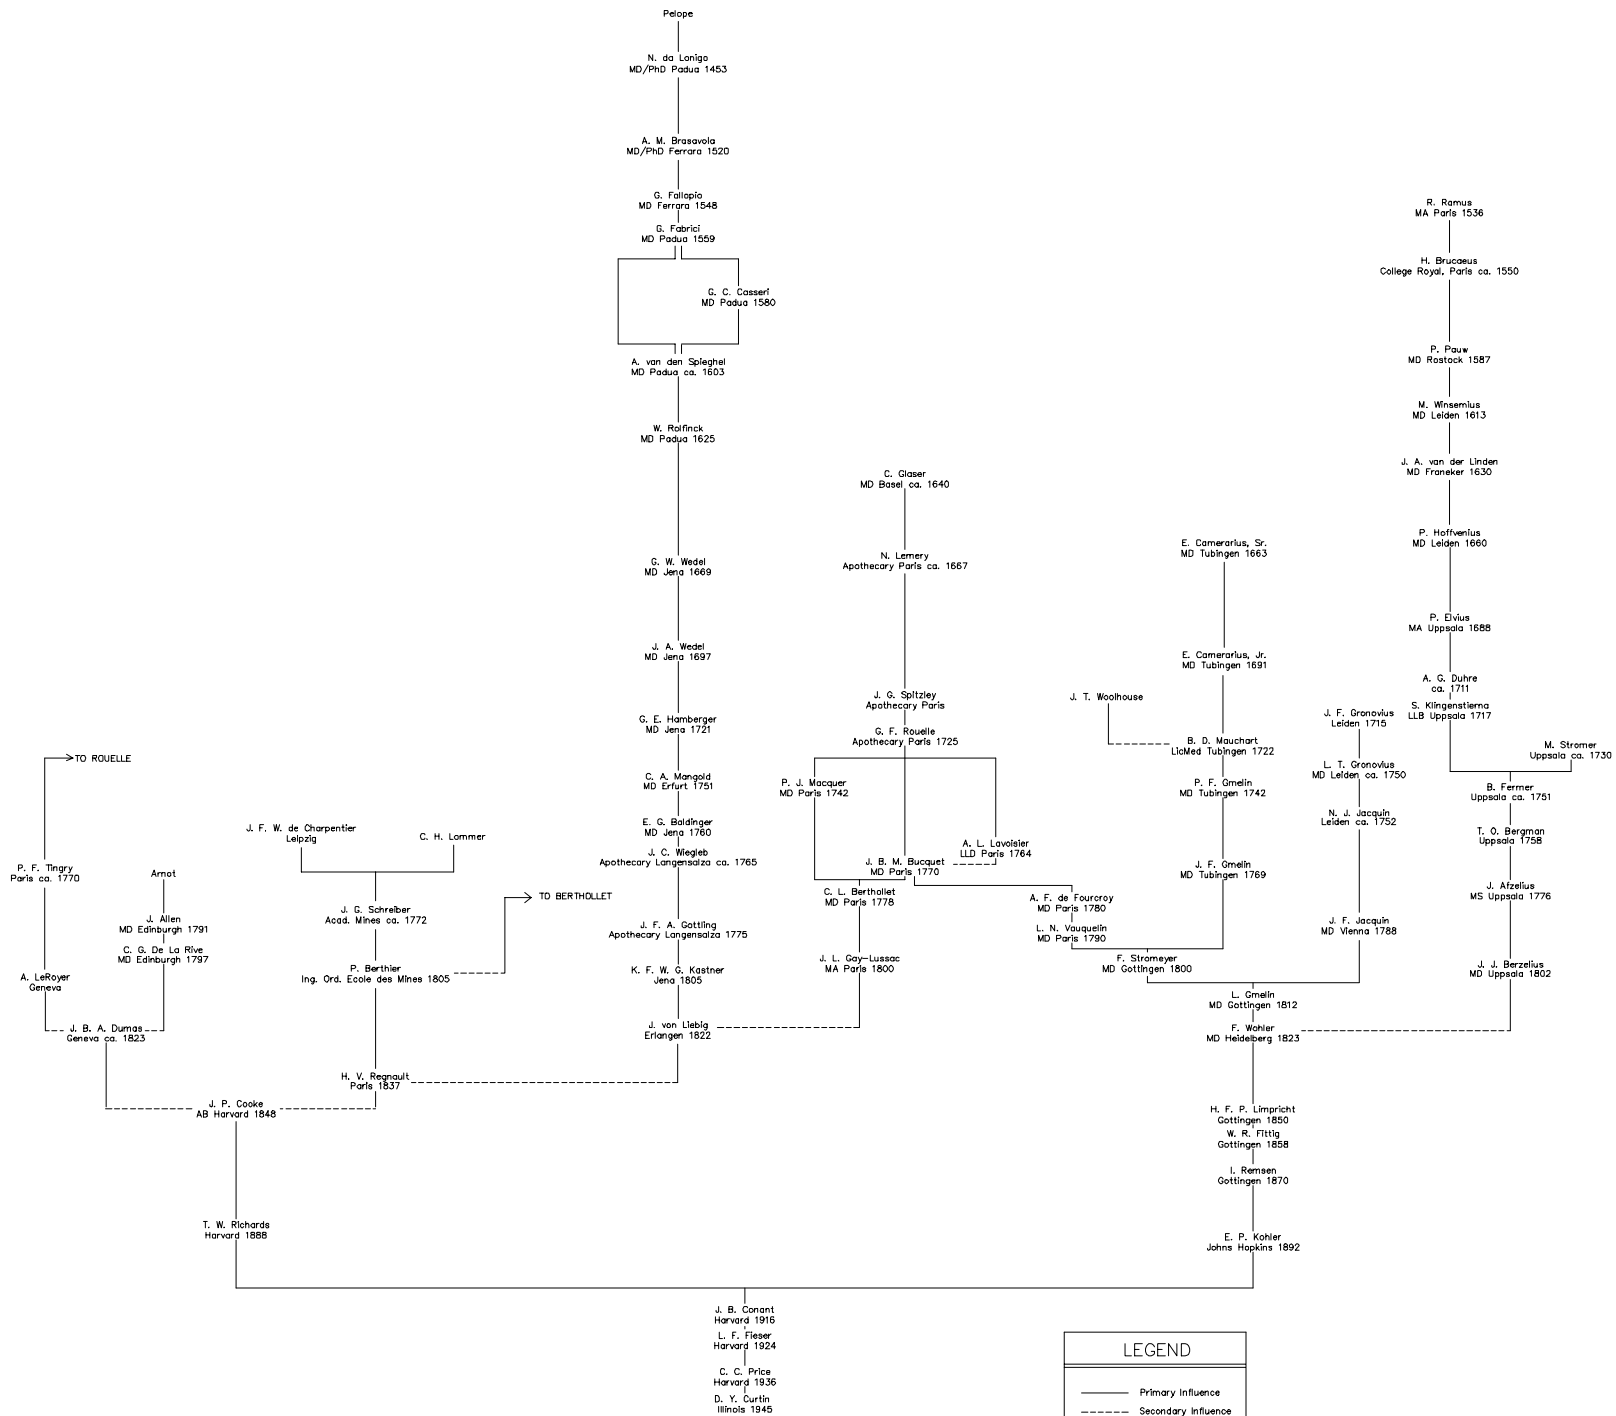 Pelope
N. da Lonigo
MD/PhD Padua 1453
A. M. Brasavola
MD/PhD Ferrara 1520
G. Fallapio
MD Ferrara 1548
G. Fabrici
MD Padua 1559
G. C. Casseri
MD Padua 1580
A. van den Spieghel
MD Padua ca. 1603
W. Rolfinck
MD Padua 1625
G. W. Wedel
MD Jena 1669
J. A. Wedel
MD Jena 1697
G. E. Hamberger
MD Jena 1721
C. A. Mangold
MD Erfurt 1751
E. G. Baldinger
MD Jena 1760
J. C. Wiegleb
Apothecary Langensalza ca. 1765
J. F. A. Gottling
Apothecary Langensalza 1775
K. F. W. G. Kastner
Jena 1805
J. von Liebig
Erlangen 1822
TO ROUELLE
P. F. Tingry
Paris ca. 1770
A. LeRoyer
Geneva
Arnot
J. Allen
MD Edinburgh 1791
C. G. De La Rive
MD Edinburgh 1797
J. B. A. Dumas
Geneva ca. 1823
J. F. W. de Charpentier
Leipzig
C. H. Lommer
J. G. Schreiber
Acad. Mines ca. 1772
TO BERTHOLLET
P. Berthier
Ing. Ord. Ecole des Mines 1805
H. V. Regnault
Paris 1837
J. P. Cooke
AB Harvard 1848
T. W. Richards
Harvard 1888
C. Glaser
MD Basel ca. 1640
N. Lemery
Apothecary Paris ca. 1667
J. G. Spitzley
Apothecary Paris
G. F. Rouelle
Apothecary Paris 1725
P. J. Macquer
MD Paris 1742
A. L. Lavoisier
LLD Paris 1764
J. B. M. Bucquet
MD Paris 1770
C. L. Berthollet
MD Paris 1778
J. L. Gay-Lussac
MA Paris 1800
A. F. de Fourcroy
MD Paris 1780
L. N. Vauquelin
MD Paris 1790
E. Camerarius, Sr.
MD Tubingen 1663
E. Camerarius, Jr.
MD Tubingen 1691
J. T. Woolhouse
B. D. Mauchart
LicMed Tubingen 1722
P. F. Gmelin
MD Tubingen 1742
J. F. Gmelin
MD Tubingen 1769
F. Stromeyer
MD Gottingen 1800
J. F. Gronovius
Leiden 1715
L. T. Gronovius
MD Leiden ca. 1750
N. J. Jacquin
Leiden ca. 1752
J. F. Jacquin
MD Vienna 1788
L. Gmelin
MD Gottingen 1812
F. Wohler
MD Heidelberg 1823
R. Ramus
MA Paris 1536
H. Brucaeus
College Royal, Paris ca. 1550
P. Pauw
MD Rostock 1587
M. Winsemius
MD Leiden 1613
J. A. van der Linden
MD Franeker 1630
P. Hoffvenius
MD Leiden 1660
P. Elvius
MA Uppsala 1688
A. G. Duhre
ca. 1711
S. Klingenstierna
LLB Uppsala 1717
M. Stromer
Uppsala ca. 1730
B. Ferrner
Uppsala ca. 1751
T. O. Bergman
Uppsala 1758
J. Afzelius
MS Uppsala 1776
J. J. Berzelius
MD Uppsala 1802
H. F. P. Limpricht
Gottingen 1850
W. R. Fittig
Gottingen 1858
I. Remsen
Gottingen 1870
E. P. Kohler
Johns Hopkins 1892
J. B. Conant
Harvard 1916
L. F. Fieser
Harvard 1924
C. C. Price
Harvard 1936
D. Y. Curtin
Illinois 1945
LEGEND
Primary Influence
Secondary Influence